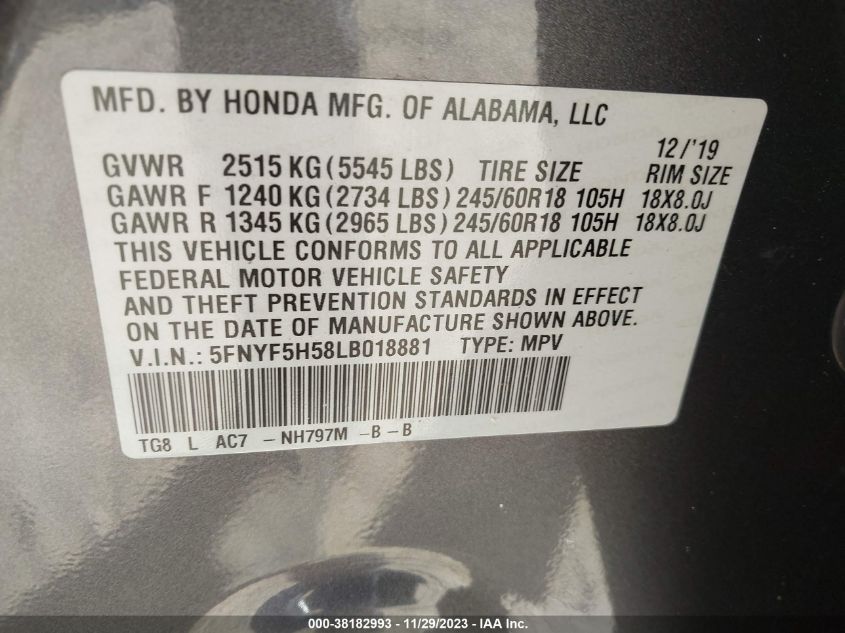 MFD. BY HONDA MFG. OF ALABAMA, LLC
12/'19
GVWR 2515 KG (5545 LBS) TIRE SIZE RIM SIZE
GAWR F 1240 KG (2734 LBS) 245/60R18 105H 18X8.0J
GAWR R 1345 KG (2965 LBS) 245/60R18 105H 18X8.0J
THIS VEHICLE CONFORMS TO ALL APPLICABLE
FEDERAL MOTOR VEHICLE SAFETY
AND THEFT PREVENTION STANDARDS IN EFFECT
ON THE DATE OF MANUFACTURE SHOWN ABOVE.
V.I.N.: 5FNYF5H58LB018881 TYPE: MPV
TG8 L AC7 - NH797M - B - B
000-38182993 - 11/29/2023 - IAA Inc.